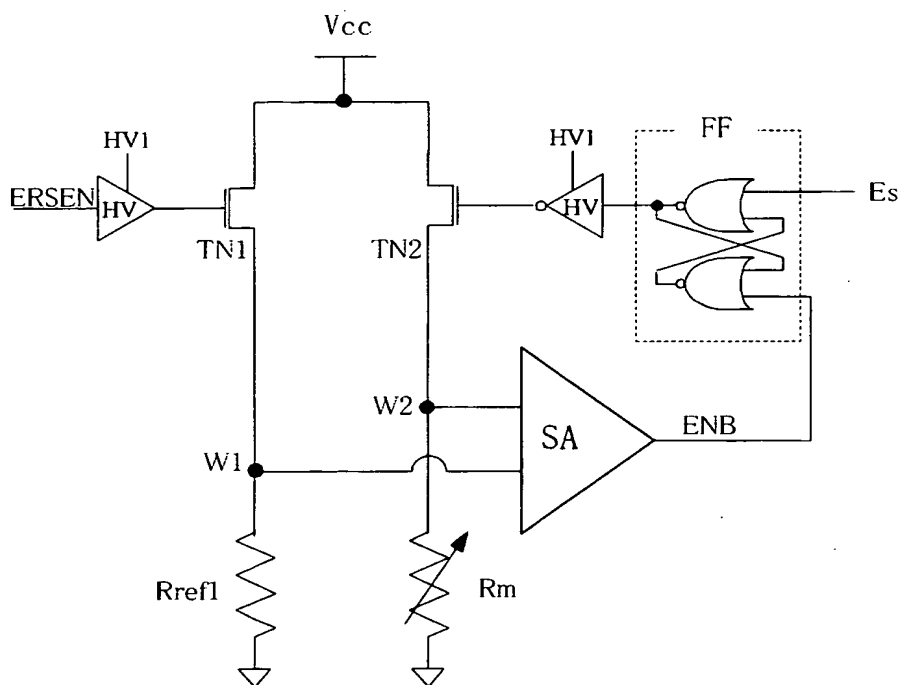 Vcc
FF
HV1
HV1
ERSEN
HV
HV
Es
TN1
TN2
W2
SA
ENB
W1
Rref1
Rm